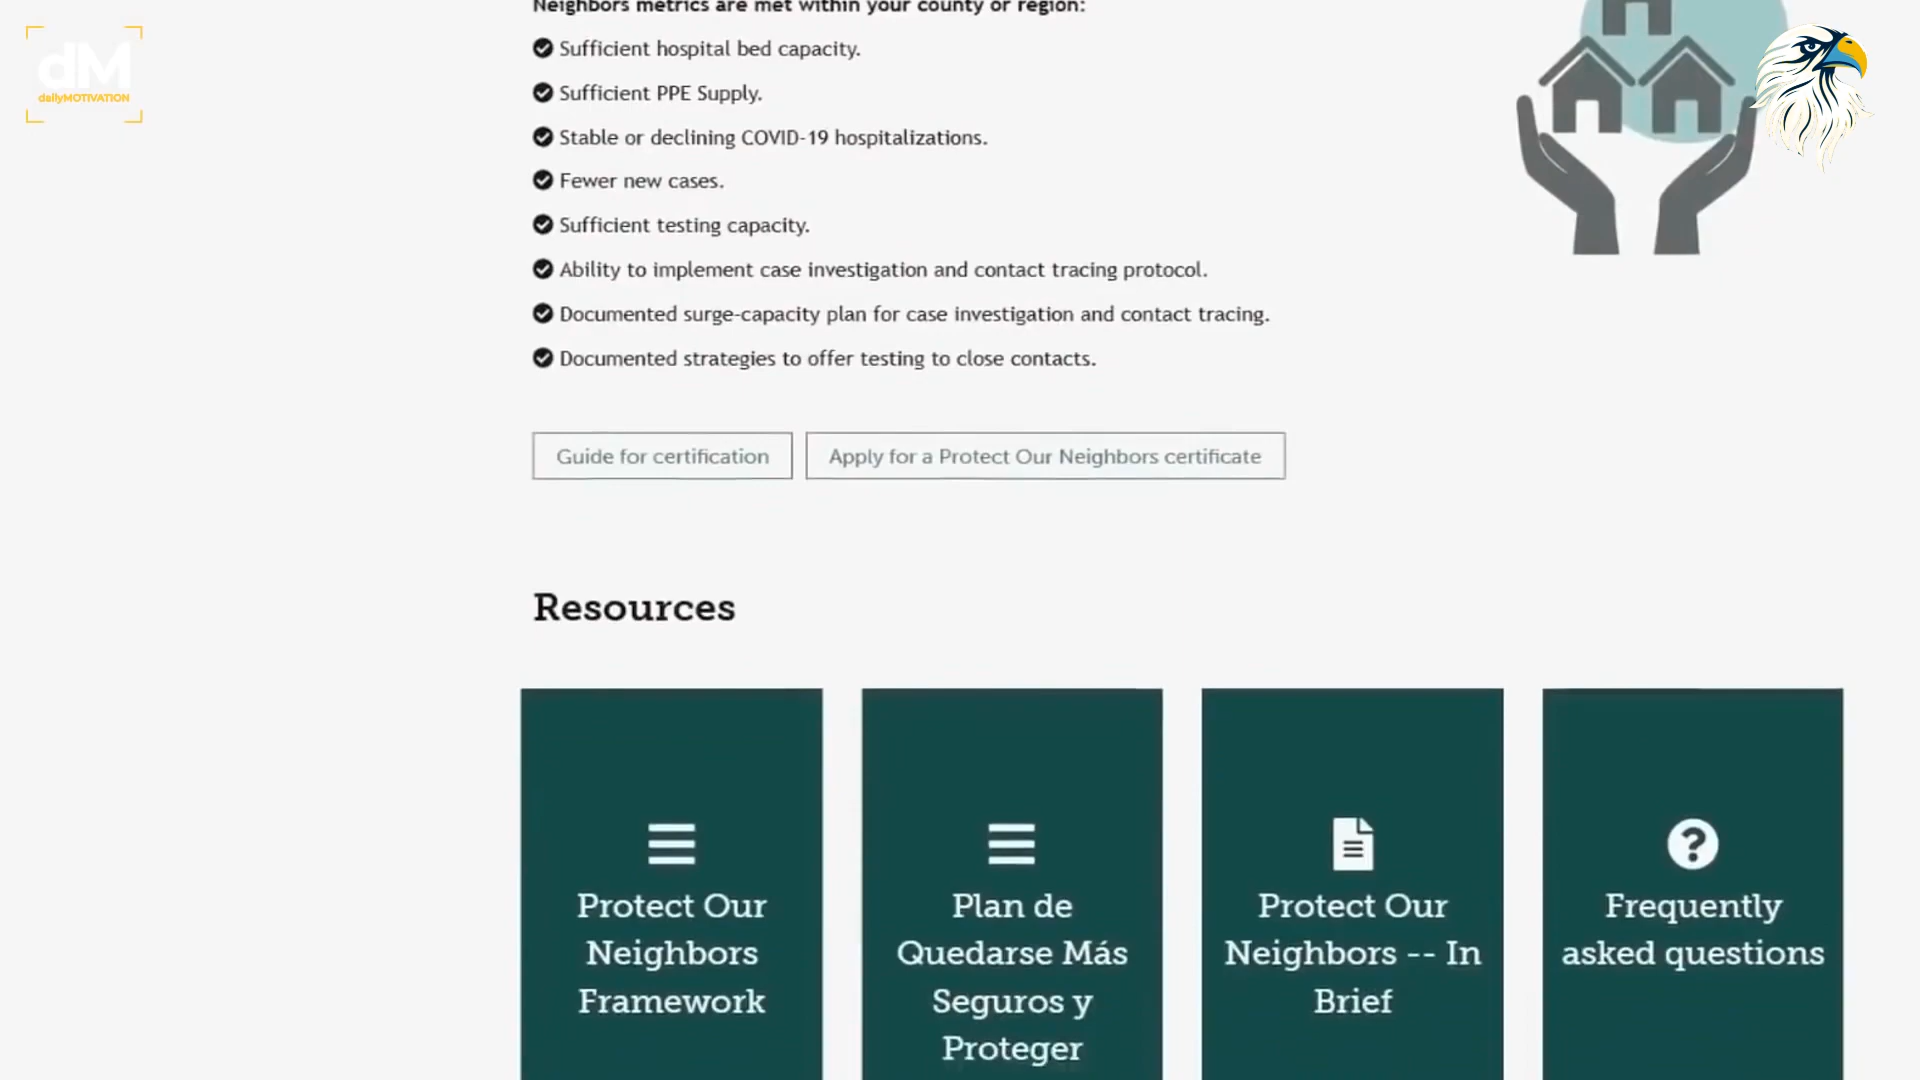 Neighbors metrics are met within your county or region:
dM
dailyMOTIVATION
Sufficient hospital bed capacity.
Sufficient PPE Supply.
Stable or declining COVID-19 hospitalizations.
Fewer new cases.
Sufficient testing capacity.
Ability to implement case investigation and contact tracing protocol.
Documented surge-capacity plan for case investigation and contact tracing.
Documented strategies to offer testing to close contacts.
Guide for certification
Apply for a Protect Our Neighbors certificate
Resources
Protect Our
Neighbors
Framework
Plan de
Quedarse Más
Seguros y
Proteger
Protect Our
Neighbors -- In
Brief
Frequently
asked questions